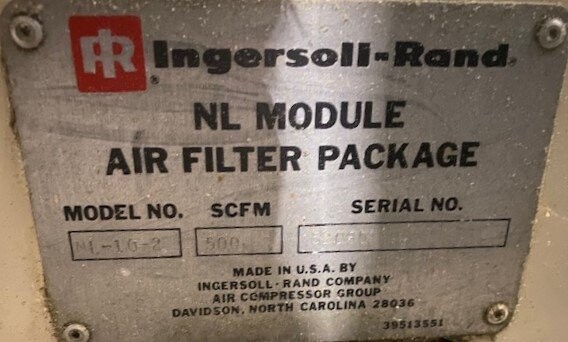 IR Ingersoll-Rand®
NL MODULE
AIR FILTER PACKAGE
MODEL NO. SCFM SERIAL NO.
500
MADE IN U.S.A. BY
INGERSOLL-RAND COMPANY
AIR COMPRESSOR GROUP
DAVIDSON, NORTH CAROLINA 28036
39513551